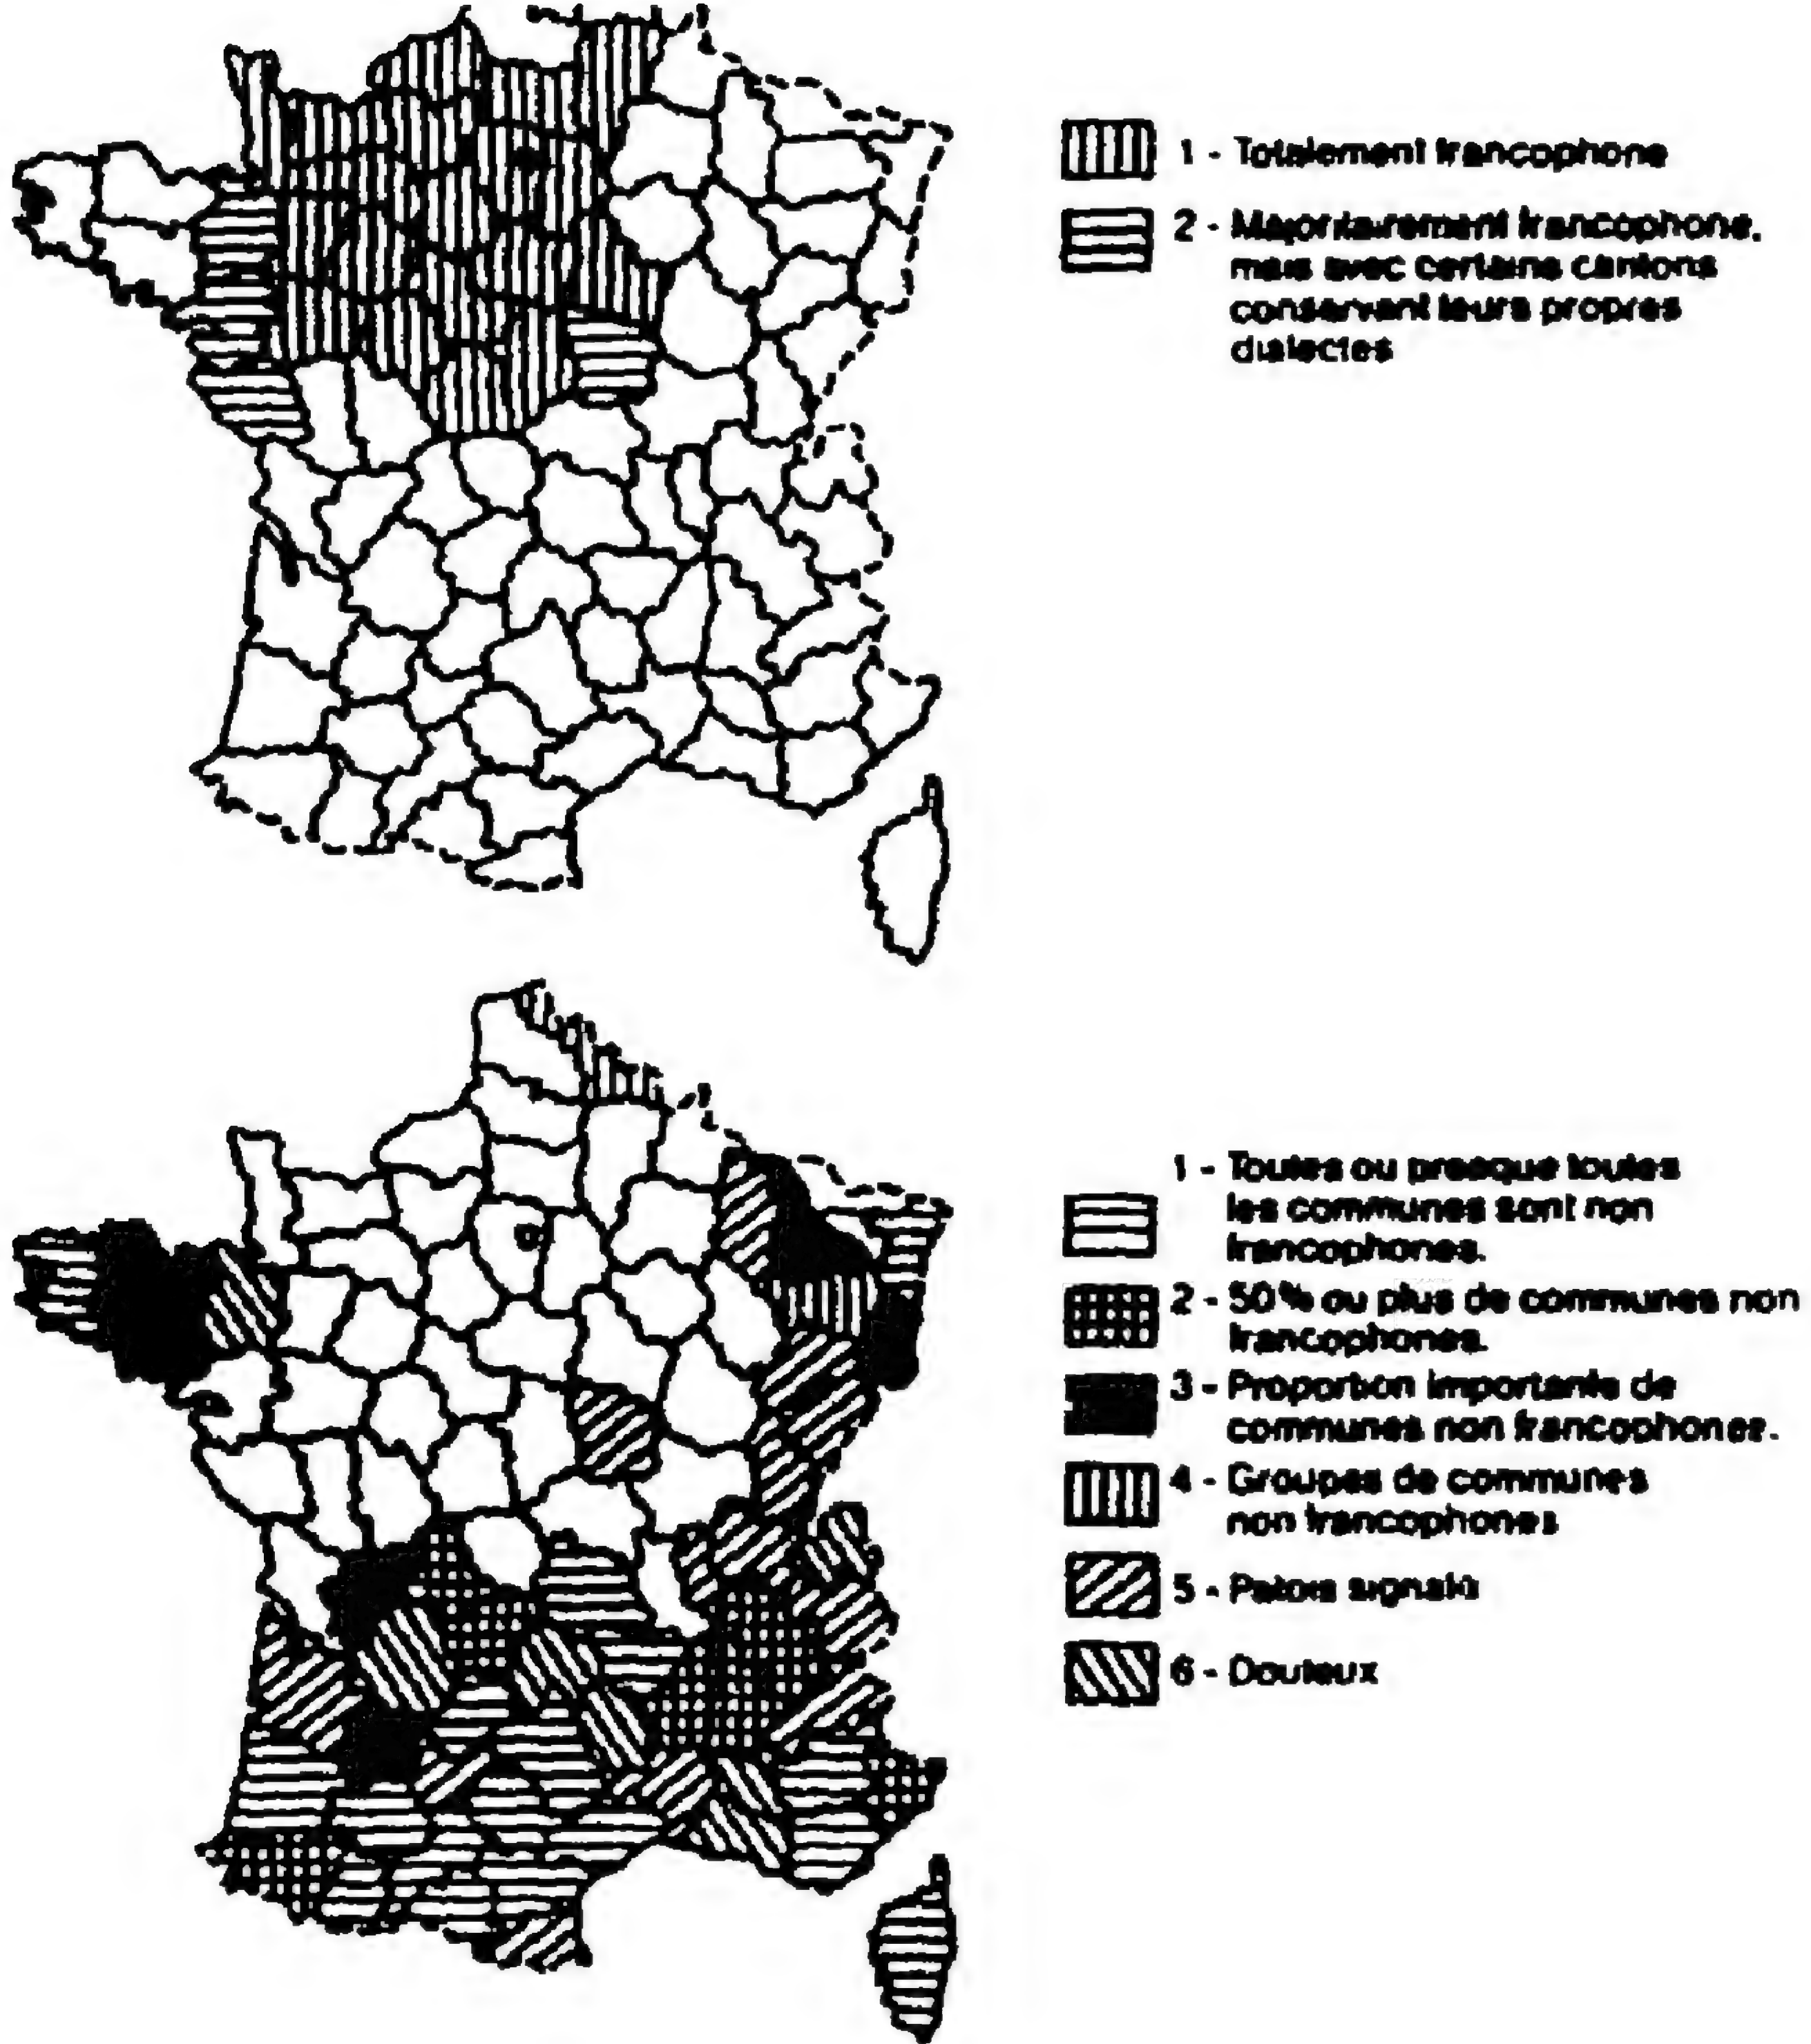 1 - Totalement francophone
2 - Majoritairement francophone,
mais avec certains cantons
conservant leurs propres
dialectes
1 - Toutes ou presque toutes
les communes sont non
francophones.
2 - 50% ou plus de communes non
francophones.
3 - Proportion importante de
communes non francophones.
4 - Groupes de communes
non francophones
5 - Patois signalé
6 - Douteux